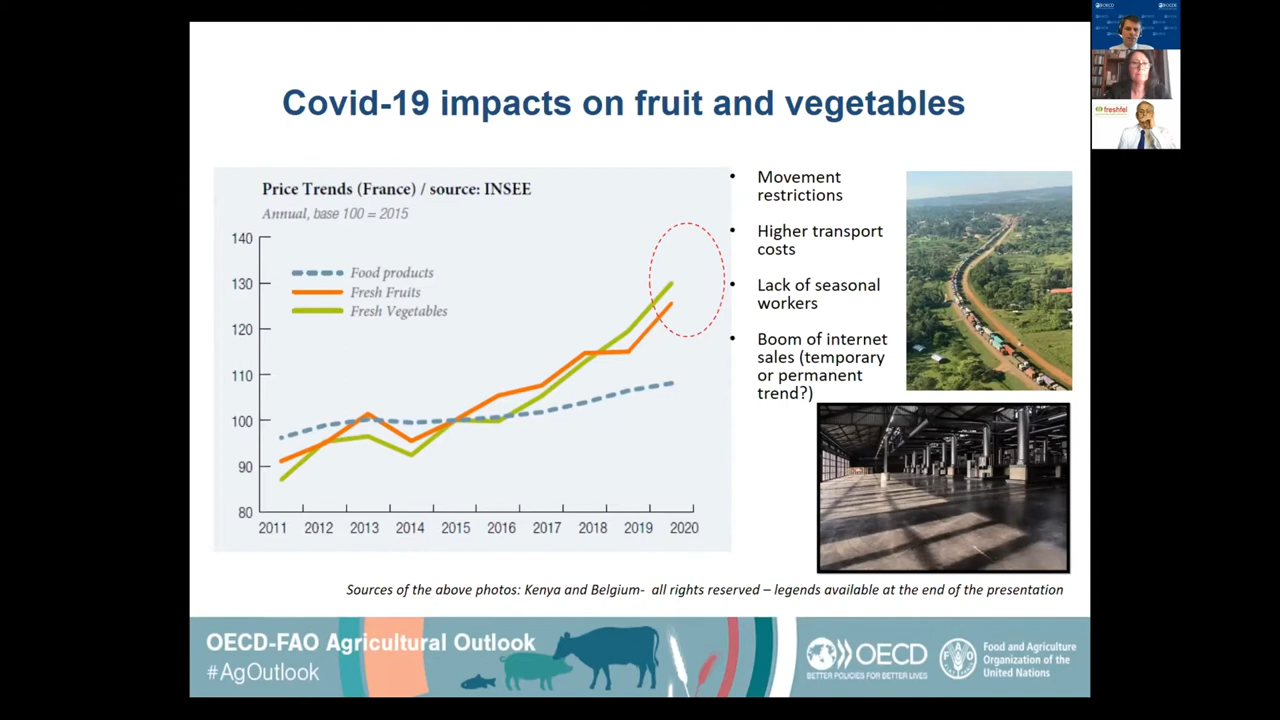 OECD
freshfel
Covid-19 impacts on fruit and vegetables
Price Trends (France) / source: INSEE
Annual, base 100 = 2015
140
130
120
110
100
90
80
Food products
Fresh Fruits
Fresh Vegetables
2011 2012 2013 2014 2015 2016 2017 2018 2019 2020
• Movement
restrictions
• Higher transport
costs
• Lack of seasonal
workers
• Boom of internet
sales (temporary
or permanent
trend?)
Sources of the above photos: Kenya and Belgium- all rights reserved – legends available at the end of the presentation
OECD-FAO Agricultural Outlook
#AgOutlook
OECD
BETTER POLICIES FOR BETTER LIVES
FAO
Food and Agriculture
Organization of the
United Nations